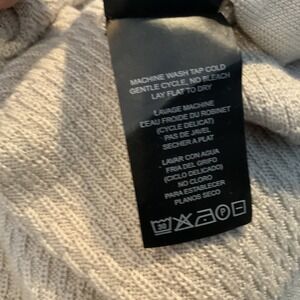 MACHINE WASH TAP COLD
GENTLE CYCLE, NO BLEACH
LAY FLAT TO DRY
LAVAGE MACHINE
L'EAU FROIDE DU ROBINET
(CYCLE DELICAT)
PAS DE JAVEL
SECHER A PLAT
LAVAR CON AGUA
FRIA DEL GRIFO
(CICLO DELICADO)
NO CLORO
PARA ESTABLECER
PLANOS SECO
30
P